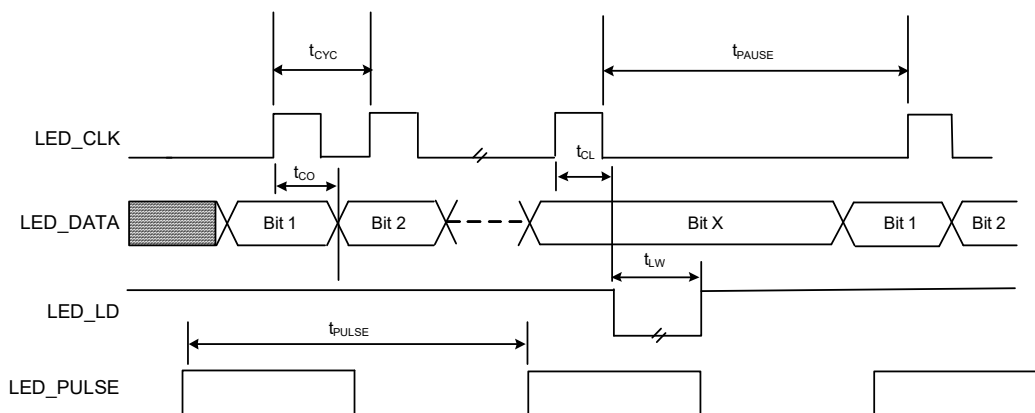 tCYC
tPAUSE
LED_CLK
tCL
tCO
LED_DATA
Bit 1
Bit 2
Bit X
Bit 1
Bit 2
tLW
LED_LD
tPULSE
LED_PULSE